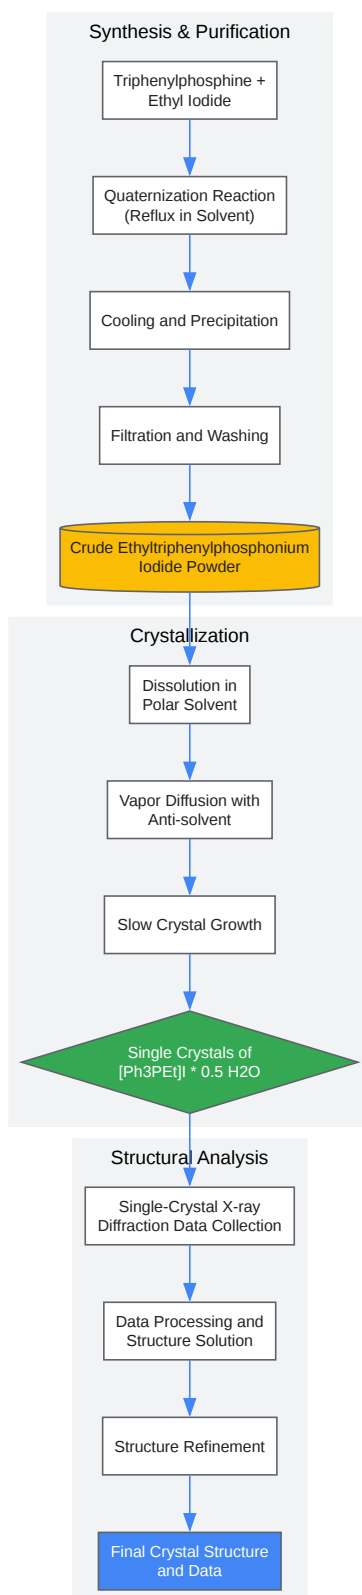 Synthesis & Purification
Triphenylphosphine +
Ethyl Iodide
Quaternization Reaction
(Reflux in Solvent)
Cooling and Precipitation
Filtration and Washing
Crude Ethyltriphenylphosphonium
Iodide Powder
Crystallization
Dissolution in
Polar Solvent
Vapor Diffusion with
Anti-solvent
Slow Crystal Growth
Single Crystals of
[Ph3PEt]I * 0.5 H2O
Structural Analysis
Single-Crystal X-ray
Diffraction Data Collection
Data Processing and
Structure Solution
Structure Refinement
Final Crystal Structure
and Data